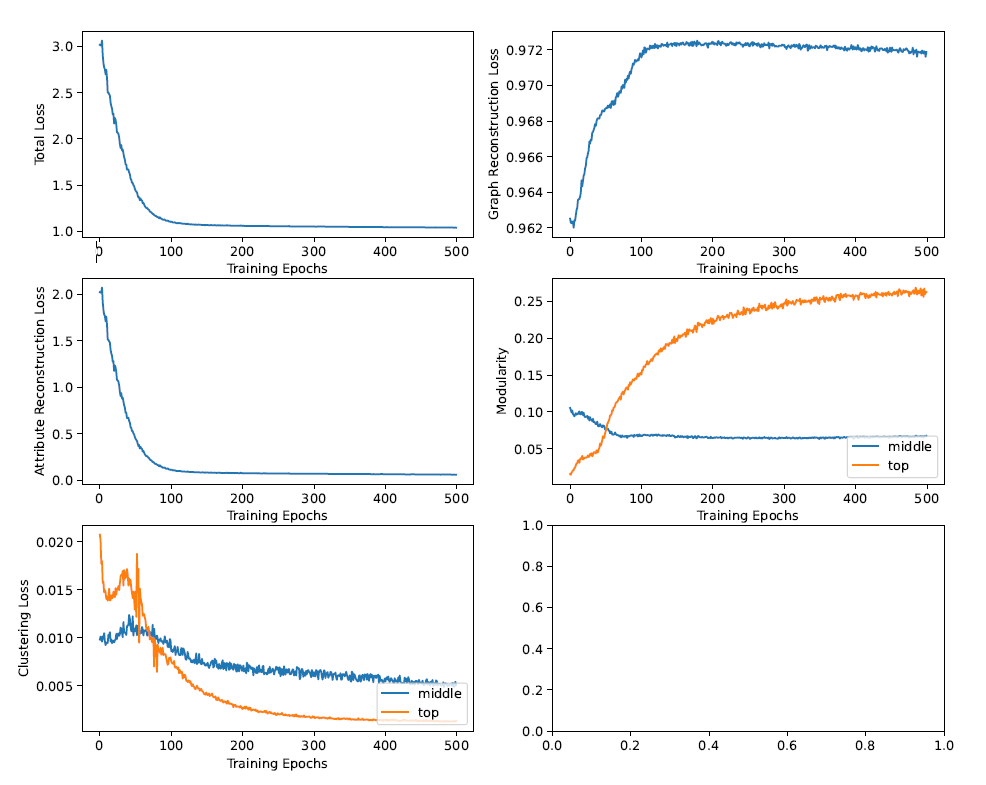 Total Loss
3.0
2.5
2.0
1.5
1.0
0 100 200 300 400 500
Training Epochs
Graph Reconstruction Loss
0.972
0.970
0.968
0.966
0.964
0.962
0 100 200 300 400 500
Training Epochs
Attribute Reconstruction Loss
2.0
1.5
1.0
0.5
0.0
0 100 200 300 400 500
Training Epochs
Modularity
0.25
0.20
0.15
0.10
0.05
middle
top
0 100 200 300 400 500
Training Epochs
Clustering Loss
0.020
0.015
0.010
0.005
middle
top
0 100 200 300 400 500
Training Epochs
1.0
0.8
0.6
0.4
0.2
0.0
0.0 0.2 0.4 0.6 0.8 1.0